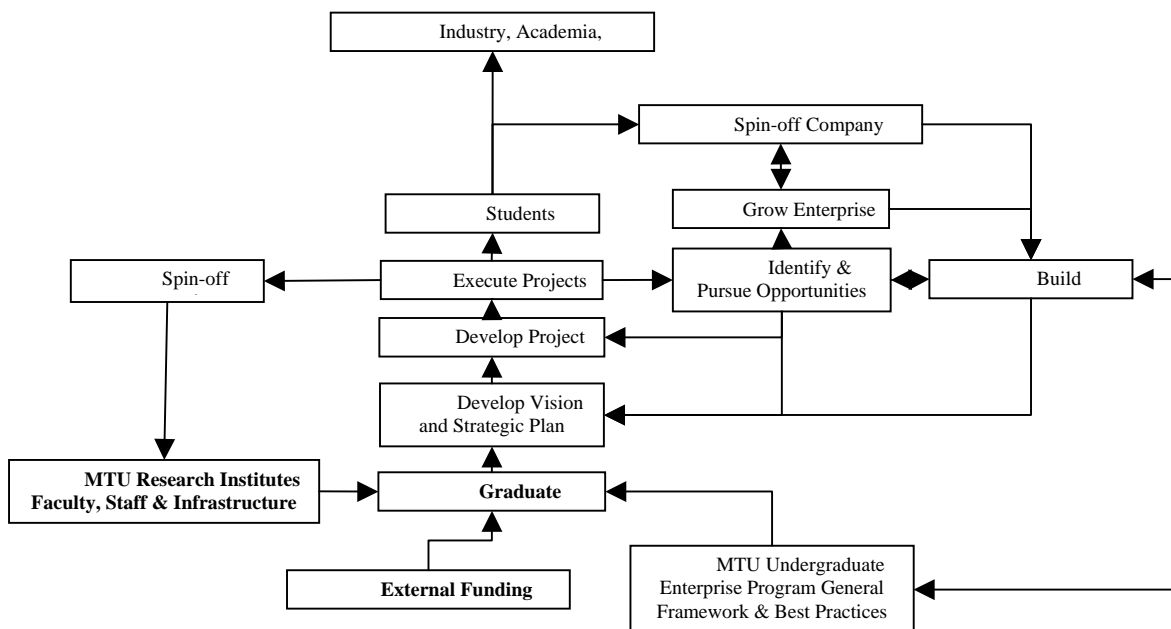 Industry, Academia,
Spin-off Company
Students
Grow Enterprise
Spin-off
Execute Projects
Identify &
Pursue Opportunities
Build
Develop Project
Develop Vision
and Strategic Plan
MTU Research Institutes
Faculty, Staff & Infrastructure
Graduate
External Funding
MTU Undergraduate
Enterprise Program General
Framework & Best Practices